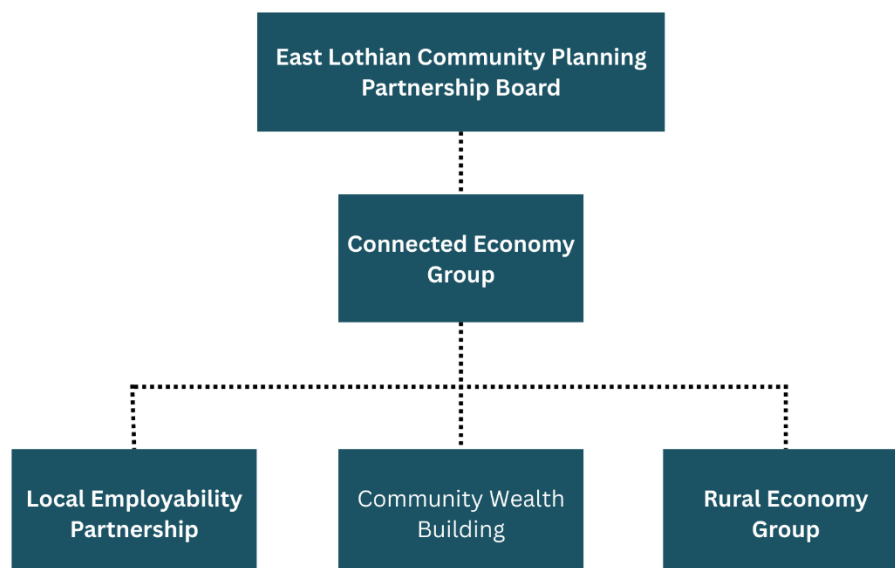 East Lothian Community Planning
Partnership Board
Connected Economy
Group
Local Employability
Partnership
Community Wealth
Building
Rural Economy
Group